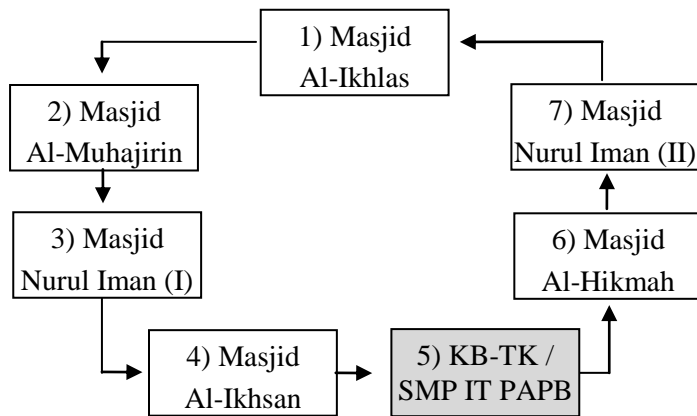 1) Masjid
Al-Ikhlas
2) Masjid
Al-Muhajirin
3) Masjid
Nurul Iman (I)
4) Masjid
Al-Ikhsan
5) KB-TK /
SMP IT PAPB
6) Masjid
Al-Hikmah
7) Masjid
Nurul Iman (II)